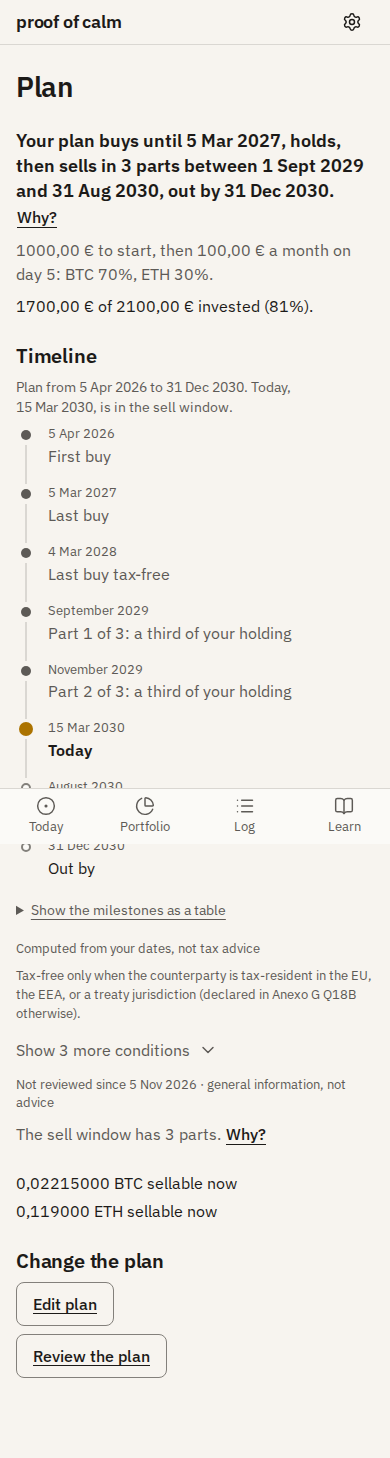 proof of calm
Plan
Your plan buys until 5 Mar 2027, holds,
then sells in 3 parts between 1 Sept 2029
and 31 Aug 2030, out by 31 Dec 2030.
Why?
1000,00 € to start, then 100,00 € a month on
day 5: BTC 70%, ETH 30%.
1700,00 € of 2100,00 € invested (81%).
Timeline
Plan from 5 Apr 2026 to 31 Dec 2030. Today,
15 Mar 2030, is in the sell window.
5 Apr 2026
First buy
5 Mar 2027
Last buy
4 Mar 2028
Last buy tax-free
September 2029
Part 1 of 3: a third of your holding
November 2029
Part 2 of 3: a third of your holding
15 Mar 2030
Today
August 2030
Today
Portfolio
Log
Learn
31 Dec 2030
Out by
Show the milestones as a table
Computed from your dates, not tax advice
Tax-free only when the counterparty is tax-resident in the EU,
the EEA, or a treaty jurisdiction (declared in Anexo G Q18B
otherwise).
Show 3 more conditions
Not reviewed since 5 Nov 2026 · general information, not
advice
The sell window has 3 parts. Why?
0,02215000 BTC sellable now
0,119000 ETH sellable now
Change the plan
Edit plan
Review the plan